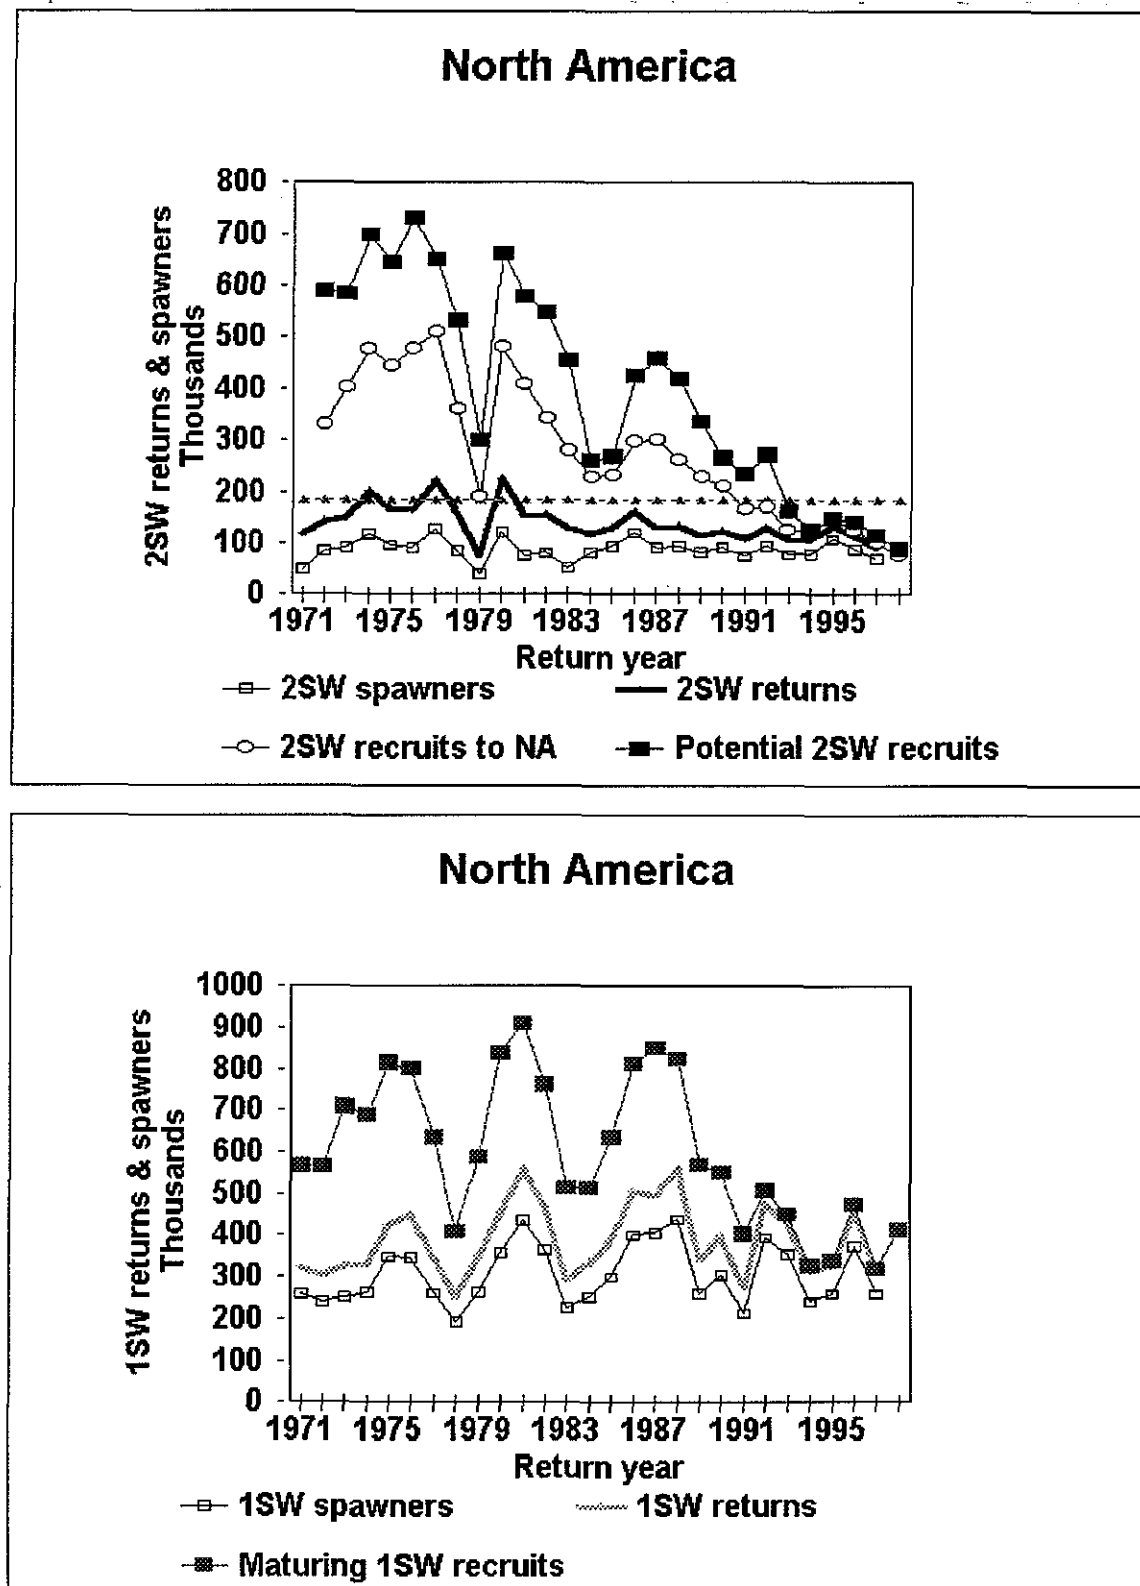 North America
2SW returns & spawners
Thousands
800
700
600
500
400
300
200
100
0
1971 1975 1979 1983 1987 1991 1995
Return year
2SW spawners 2SW returns
2SW recruits to NA Potential 2SW recruits
North America
1SW returns & spawners
Thousands
1000
900
800
700
600
500
400
300
200
100
0
1971 1975 1979 1983 1987 1991 1995
Return year
1SW spawners 1SW returns
Maturing 1SW recruits